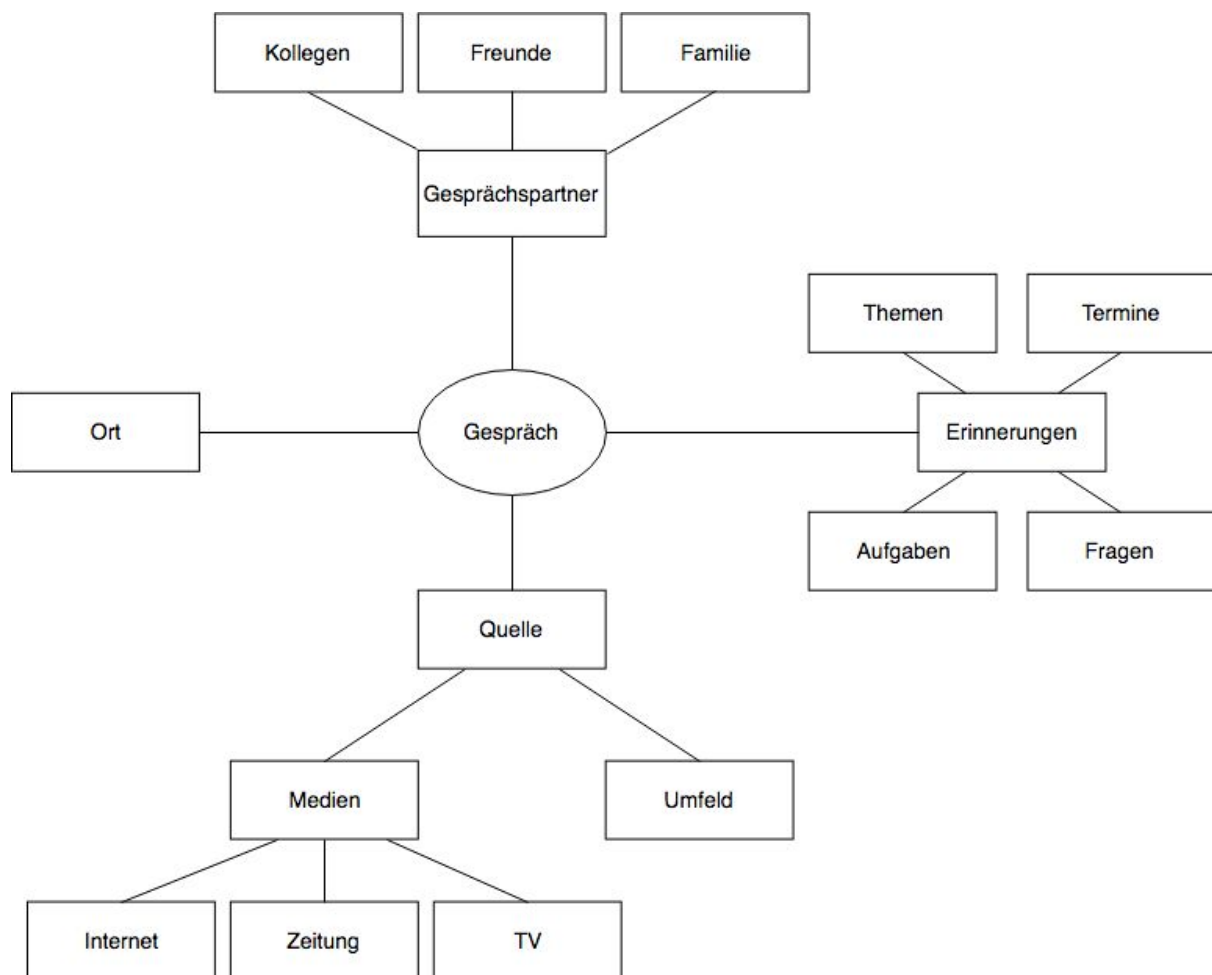 Kollegen
Freunde
Familie
Gesprächspartner
Themen
Termine
Ort
Gespräch
Erinnerungen
Aufgaben
Fragen
Quelle
Medien
Umfeld
Internet
Zeitung
TV